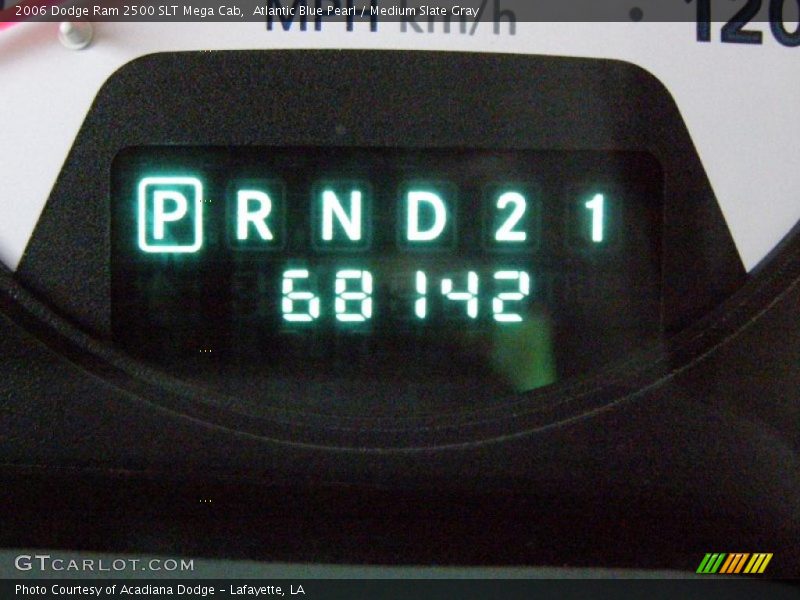 2006 Dodge Ram 2500 SLT Mega Cab, Atlantic Blue Pearl / Medium Slate Gray
MPH km/h 120
P R N D 2 1
68142
GTCARLOT.COM
Photo Courtesy of Acadiana Dodge - Lafayette, LA